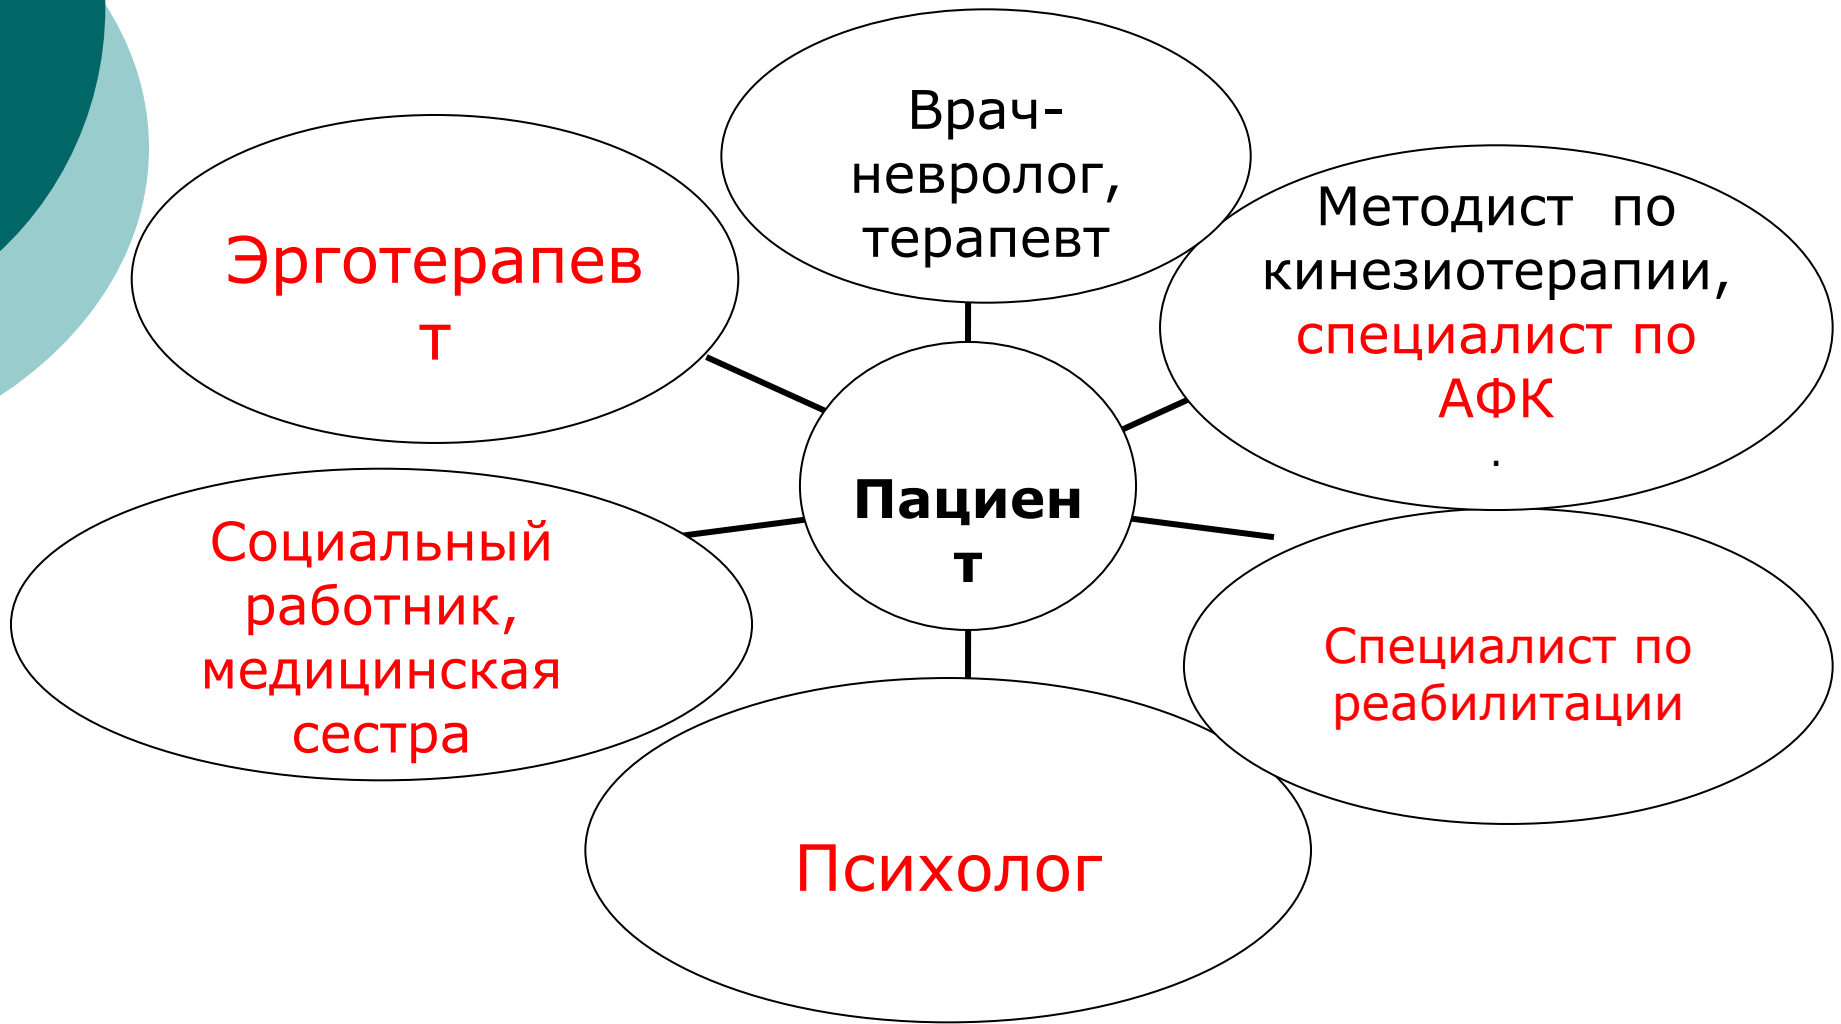 Врач-
невролог,
терапевт
Методист по
кинезиотерапии,
специалист по
АФК
.
Эрготерапев
т
Пациен
т
Социальный
работник,
медицинская
сестра
Специалист по
реабилитации
Психолог